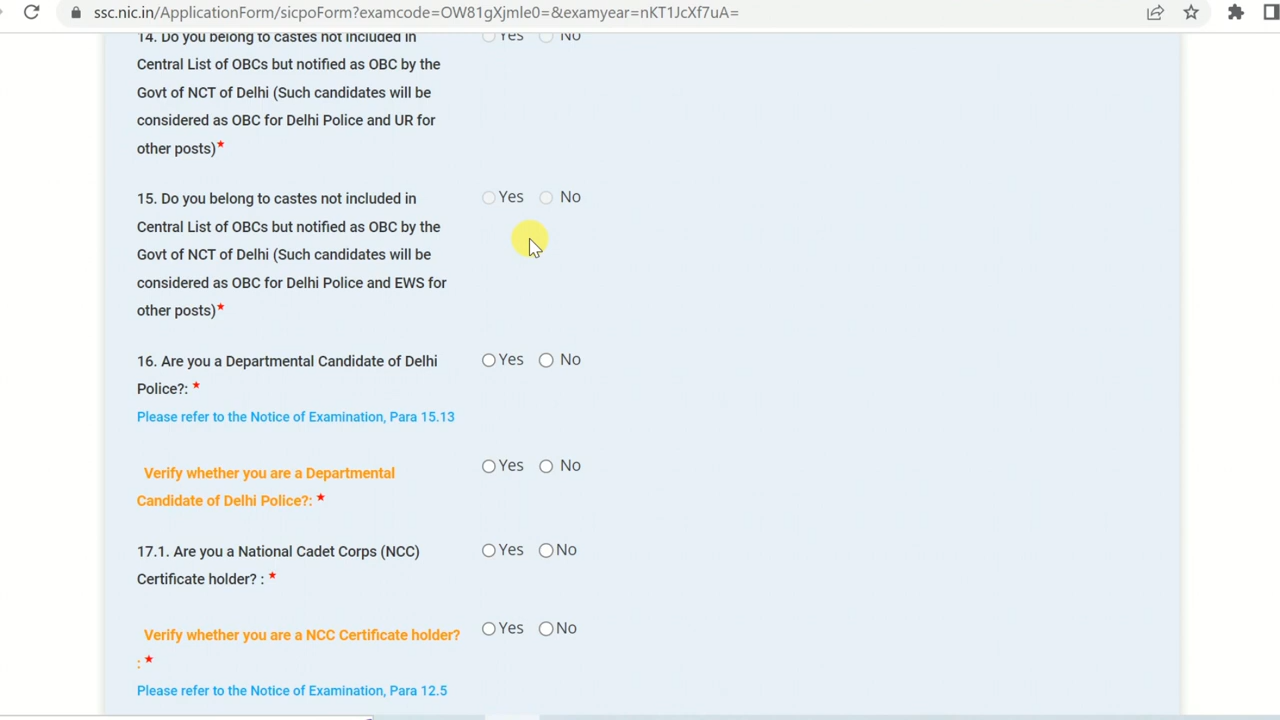 ssc.nic.in/ApplicationForm/sicpoForm?examcode=OW81gXjmle0=&examyear=nKT1JcXf7uA=
14. Do you belong to castes not included in
Yes No
Central List of OBCs but notified as OBC by the
Govt of NCT of Delhi (Such candidates will be
considered as OBC for Delhi Police and UR for
other posts)*
15. Do you belong to castes not included in
Yes No
Central List of OBCs but notified as OBC by the
Govt of NCT of Delhi (Such candidates will be
considered as OBC for Delhi Police and EWS for
other posts)*
16. Are you a Departmental Candidate of Delhi
Yes No
Police?: *
Please refer to the Notice of Examination, Para 15.13
Verify whether you are a Departmental
Yes No
Candidate of Delhi Police?: *
17.1. Are you a National Cadet Corps (NCC)
Yes No
Certificate holder? : *
Verify whether you are a NCC Certificate holder?
Yes No
: *
Please refer to the Notice of Examination, Para 12.5